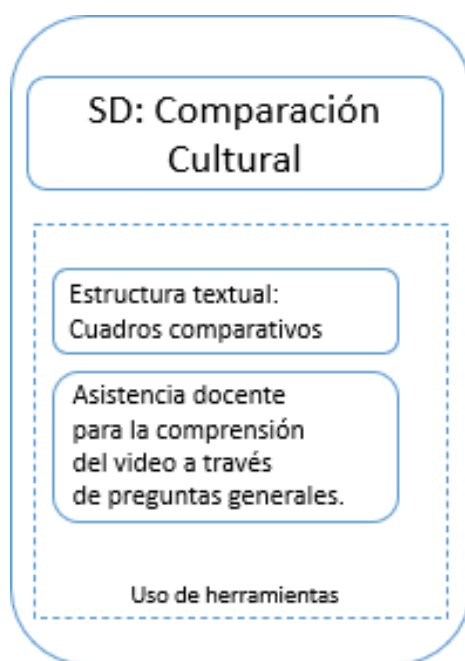 SD: Comparación
Cultural
Estructura textual:
Cuadros comparativos
Asistencia docente
para la comprensión
del video a través
de preguntas generales.
Uso de herramientas